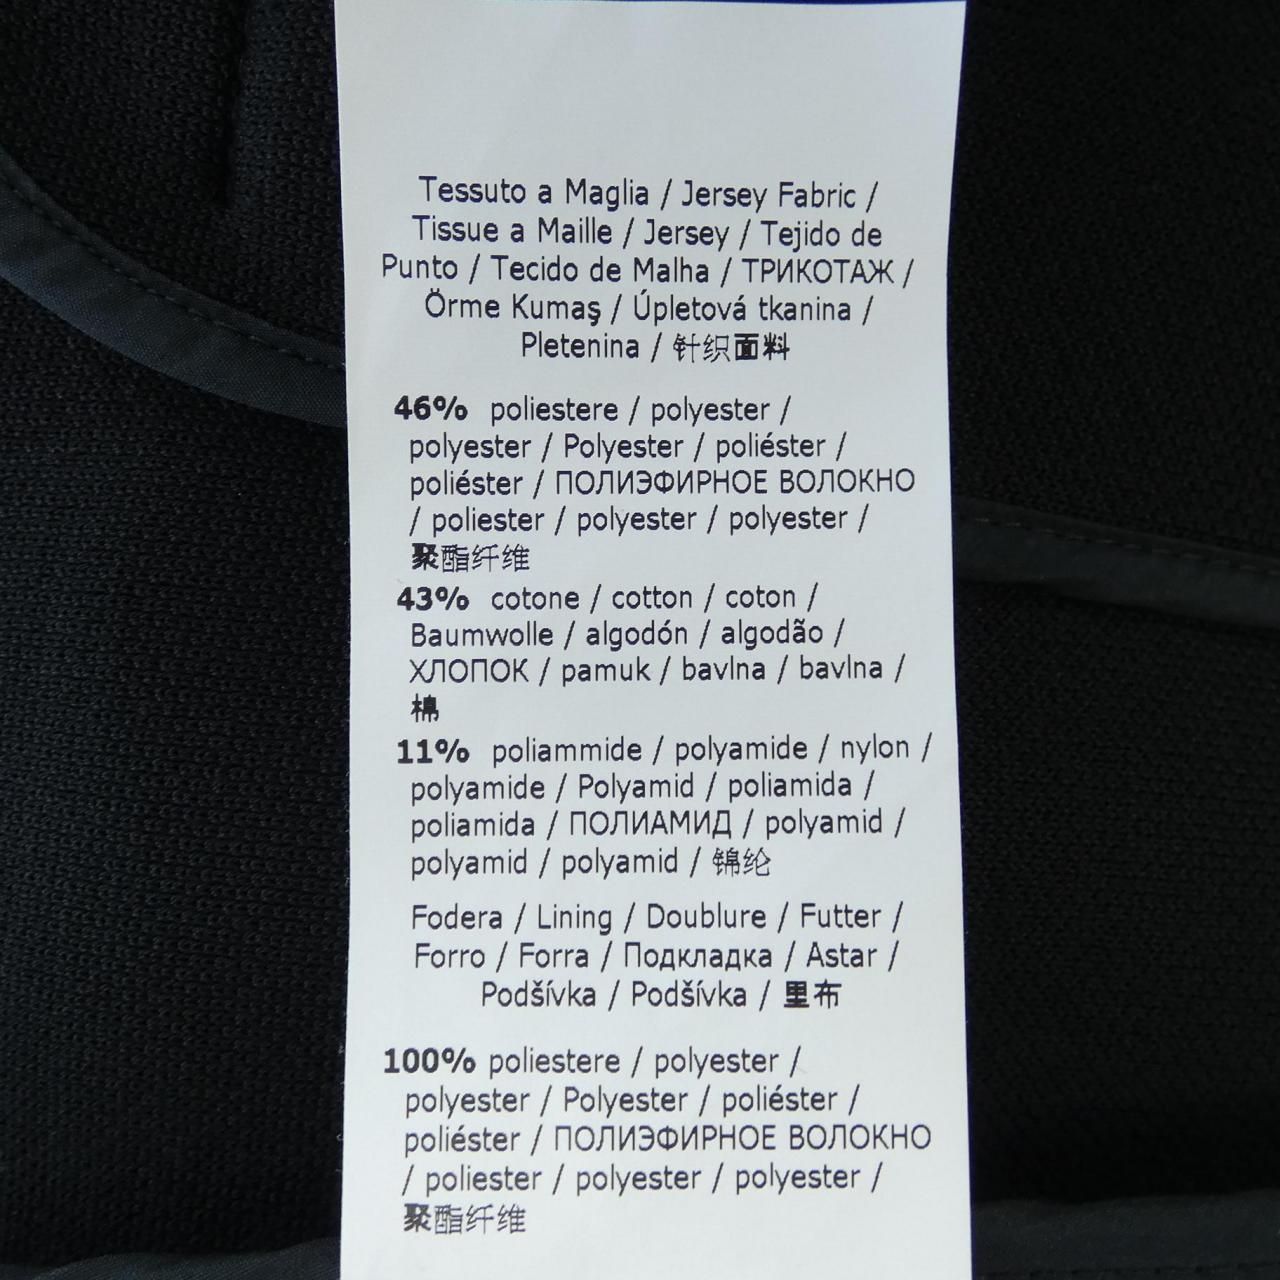 Tessuto a Maglia / Jersey Fabric /
Tissue a Maille / Jersey / Tejido de
Punto / Tecido de Malha / ТРИКОТАЖ /
Örme Kumaş / Úpletová tkanina /
Pletenina / 针织面料
46% poliestere / polyester /
polyester / Polyester / poliéster /
poliéster / ПОЛИЭФИРНОЕ ВОЛОКНО
/ poliester / polyester / polyester /
聚酯纤维
43% cotone / cotton / coton /
Baumwolle / algodón / algodão /
ХЛОПОК / pamuk / bavlna / bavlna /
棉
11% poliammide / polyamide / nylon /
polyamide / Polyamid / poliamida /
poliamida / ПОЛИАМИД / polyamid /
polyamid / polyamid / 锦纶
Fodera / Lining / Doublure / Futter /
Forro / Forra / Подкладка / Astar /
Podšívka / Podšívka / 里布
100% poliestere / polyester /
polyester / Polyester / poliéster /
poliéster / ПОЛИЭФИРНОЕ ВОЛОКНО
/ poliester / polyester / polyester /
聚酯纤维